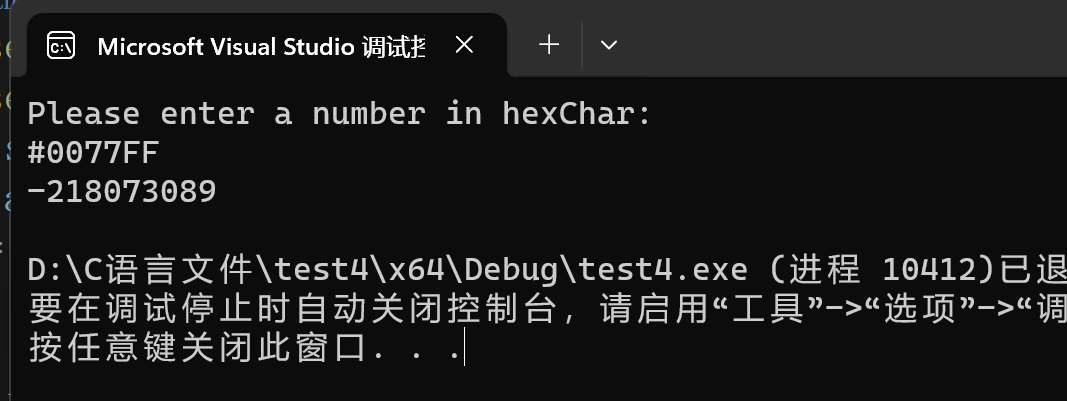 Microsoft Visual Studio 调试控
Please enter a number in hexChar:
#0077FF
-218073089
D:\C语言文件\test4\x64\Debug\test4.exe (进程 10412)已退
要在调试停止时自动关闭控制台, 请启用“工具”->“选项”->“调
按任意键关闭此窗口. . .